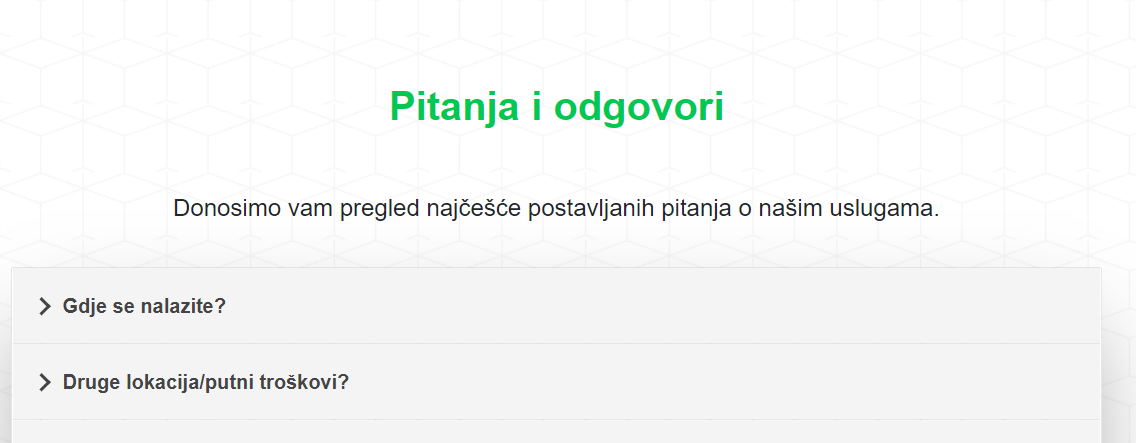 Pitanja i odgovori
Donosimo vam pregled najčešće postavljanih pitanja o našim uslugama.
Gdje se nalazite?
Druge lokacija/putni troškovi?